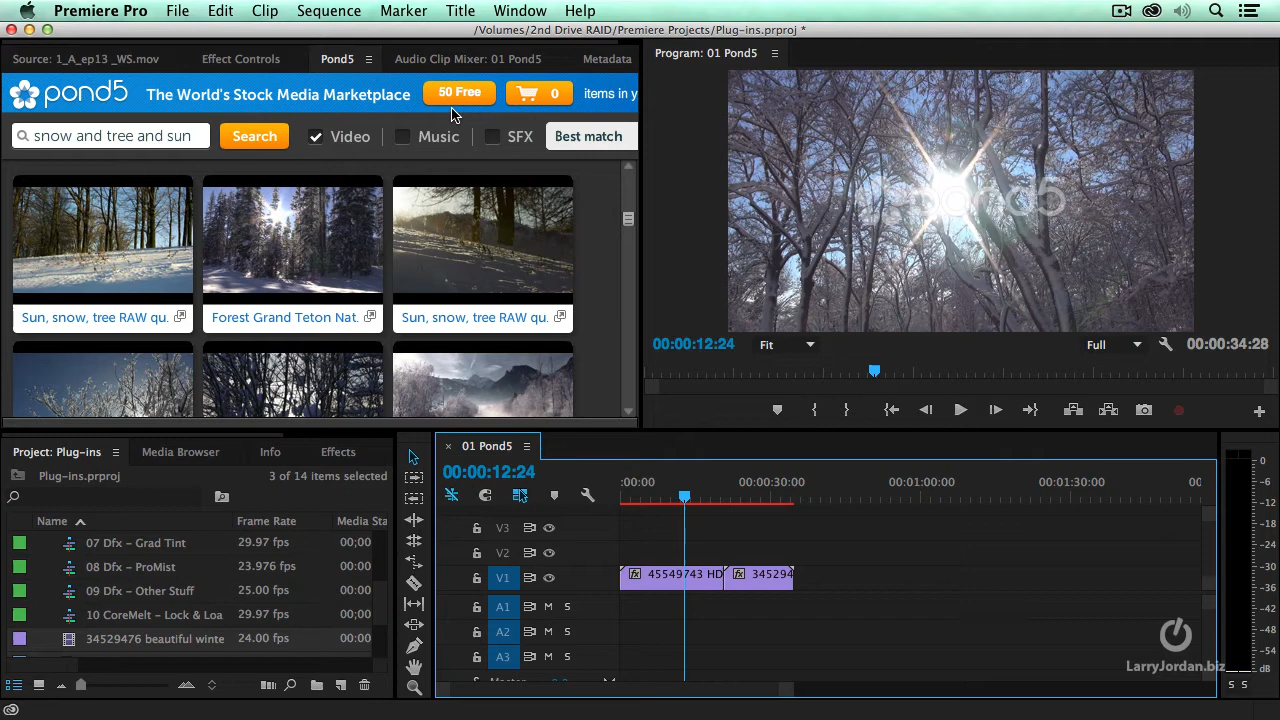 Premiere Pro File Edit Clip Sequence Marker Title Window Help
/Volumes/2nd Drive RAID/Premiere Projects/Plug-ins.prproj *
Source: 1_A_ep13 _WS.mov Effect Controls Pond5 Audio Clip Mixer: 01 Pond5 Metadata
Program: 01 Pond5
pond5 The World's Stock Media Marketplace 50 Free 0 items in y
snow and tree and sun Search Video Music SFX Best match
pond5
Sun, snow, tree RAW qu. Forest Grand Teton Nat. Sun, snow, tree RAW qu.
00:00:12:24 Fit Full 00:00:34:28
Project: Plug-ins Media Browser Info Effects
Plug-ins.prproj 3 of 14 items selected
Name Frame Rate Media Sta
07 Dfx – Grad Tint 29.97 fps 00;00
08 Dfx – ProMist 23.976 fps 00:00
09 Dfx – Other Stuff 25.00 fps 00:00
10 CoreMelt – Lock & Loa 29.97 fps 00;00
34529476 beautiful winte 24.00 fps 00:00
01 Pond5
00:00:12:24
:00:00 00:00:30:00 00:01:00:00 00:01:30:00 00
V3
V2
V1 fx 45549743 HD fx 345294
A1 M S
A2 M S
A3 M S
0
-6
-12
-18
-24
-30
-36
-42
-48
-54
dB
S S
LarryJordan.biz